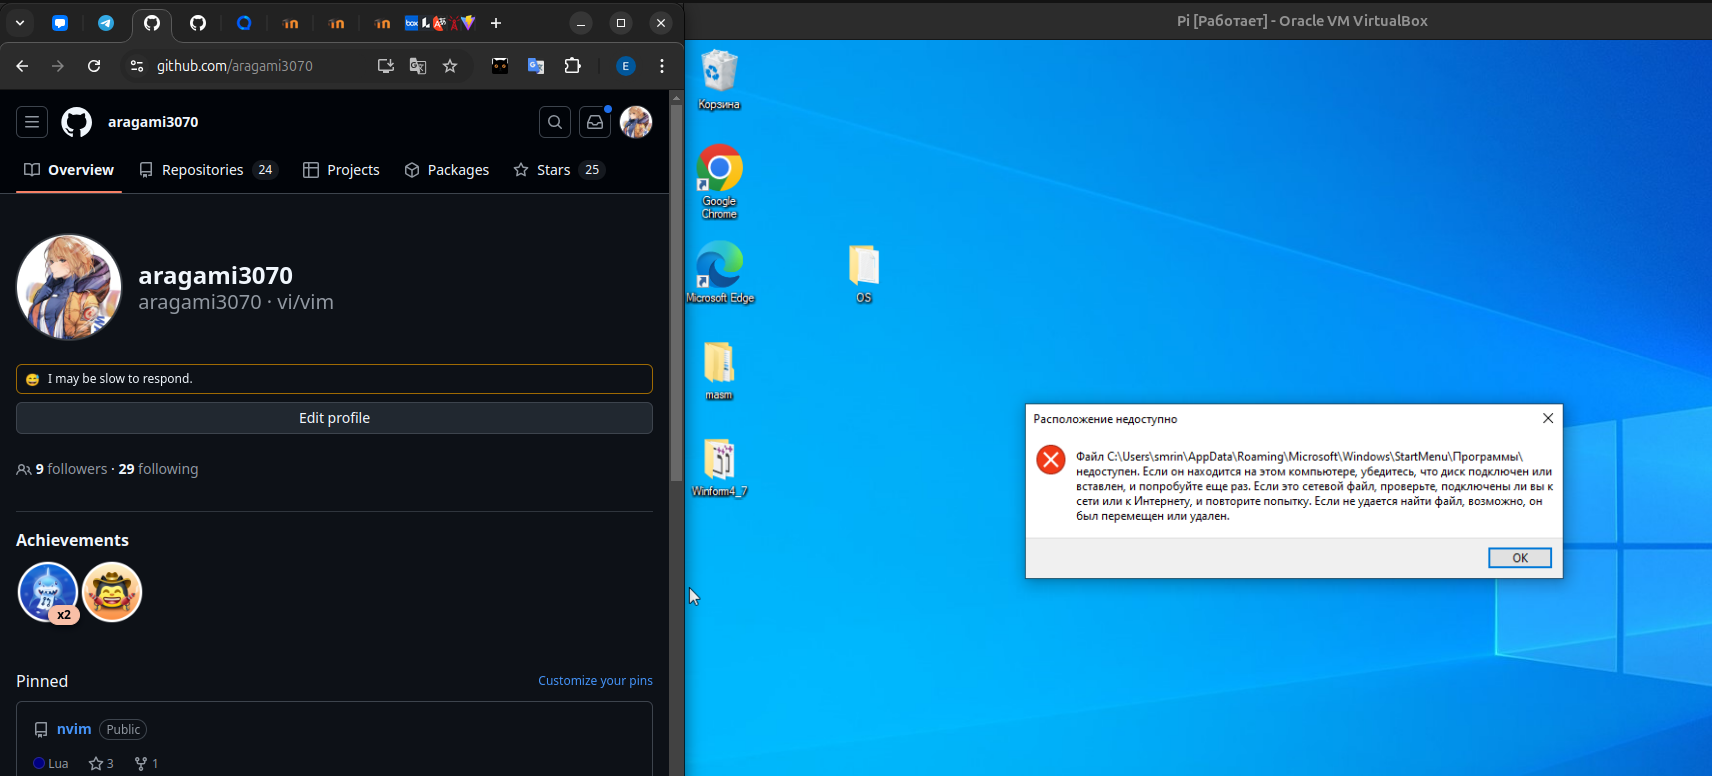 Pi [Работает] - Oracle VM VirtualBox
github.com/aragami3070
E
aragami3070
Overview
Repositories 24
Projects
Packages
Stars 25
aragami3070
aragami3070 · vi/vim
I may be slow to respond.
Edit profile
9 followers · 29 following
Achievements
x2
Pinned
Customize your pins
nvim Public
Lua 3 1
Корзина
Google
Chrome
Microsoft Edge
OS
masm
Winform4_7
Расположение недоступно
Файл C:\Users\smrin\AppData\Roaming\Microsoft\Windows\StartMenu\Программы\
недоступен. Если он находится на этом компьютере, убедитесь, что диск подключен или
вставлен, и попробуйте еще раз. Если это сетевой файл, проверьте, подключены ли вы к
сети или к Интернету, и повторите попытку. Если не удается найти файл, возможно, он
был перемещен или удален.
OK